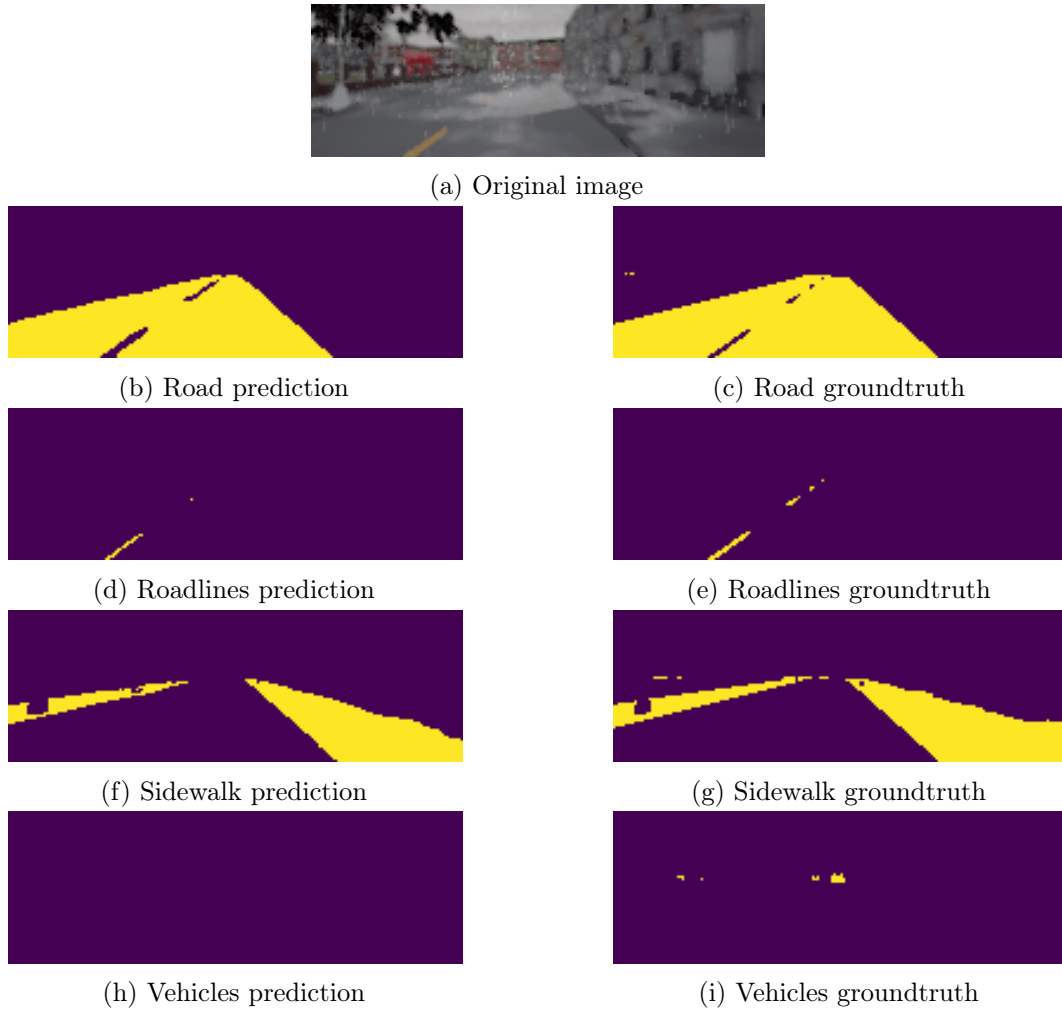 (a) Original image
(b) Road prediction
(c) Road groundtruth
(d) Roadlines prediction
(e) Roadlines groundtruth
(f) Sidewalk prediction
(g) Sidewalk groundtruth
(h) Vehicles prediction
(i) Vehicles groundtruth